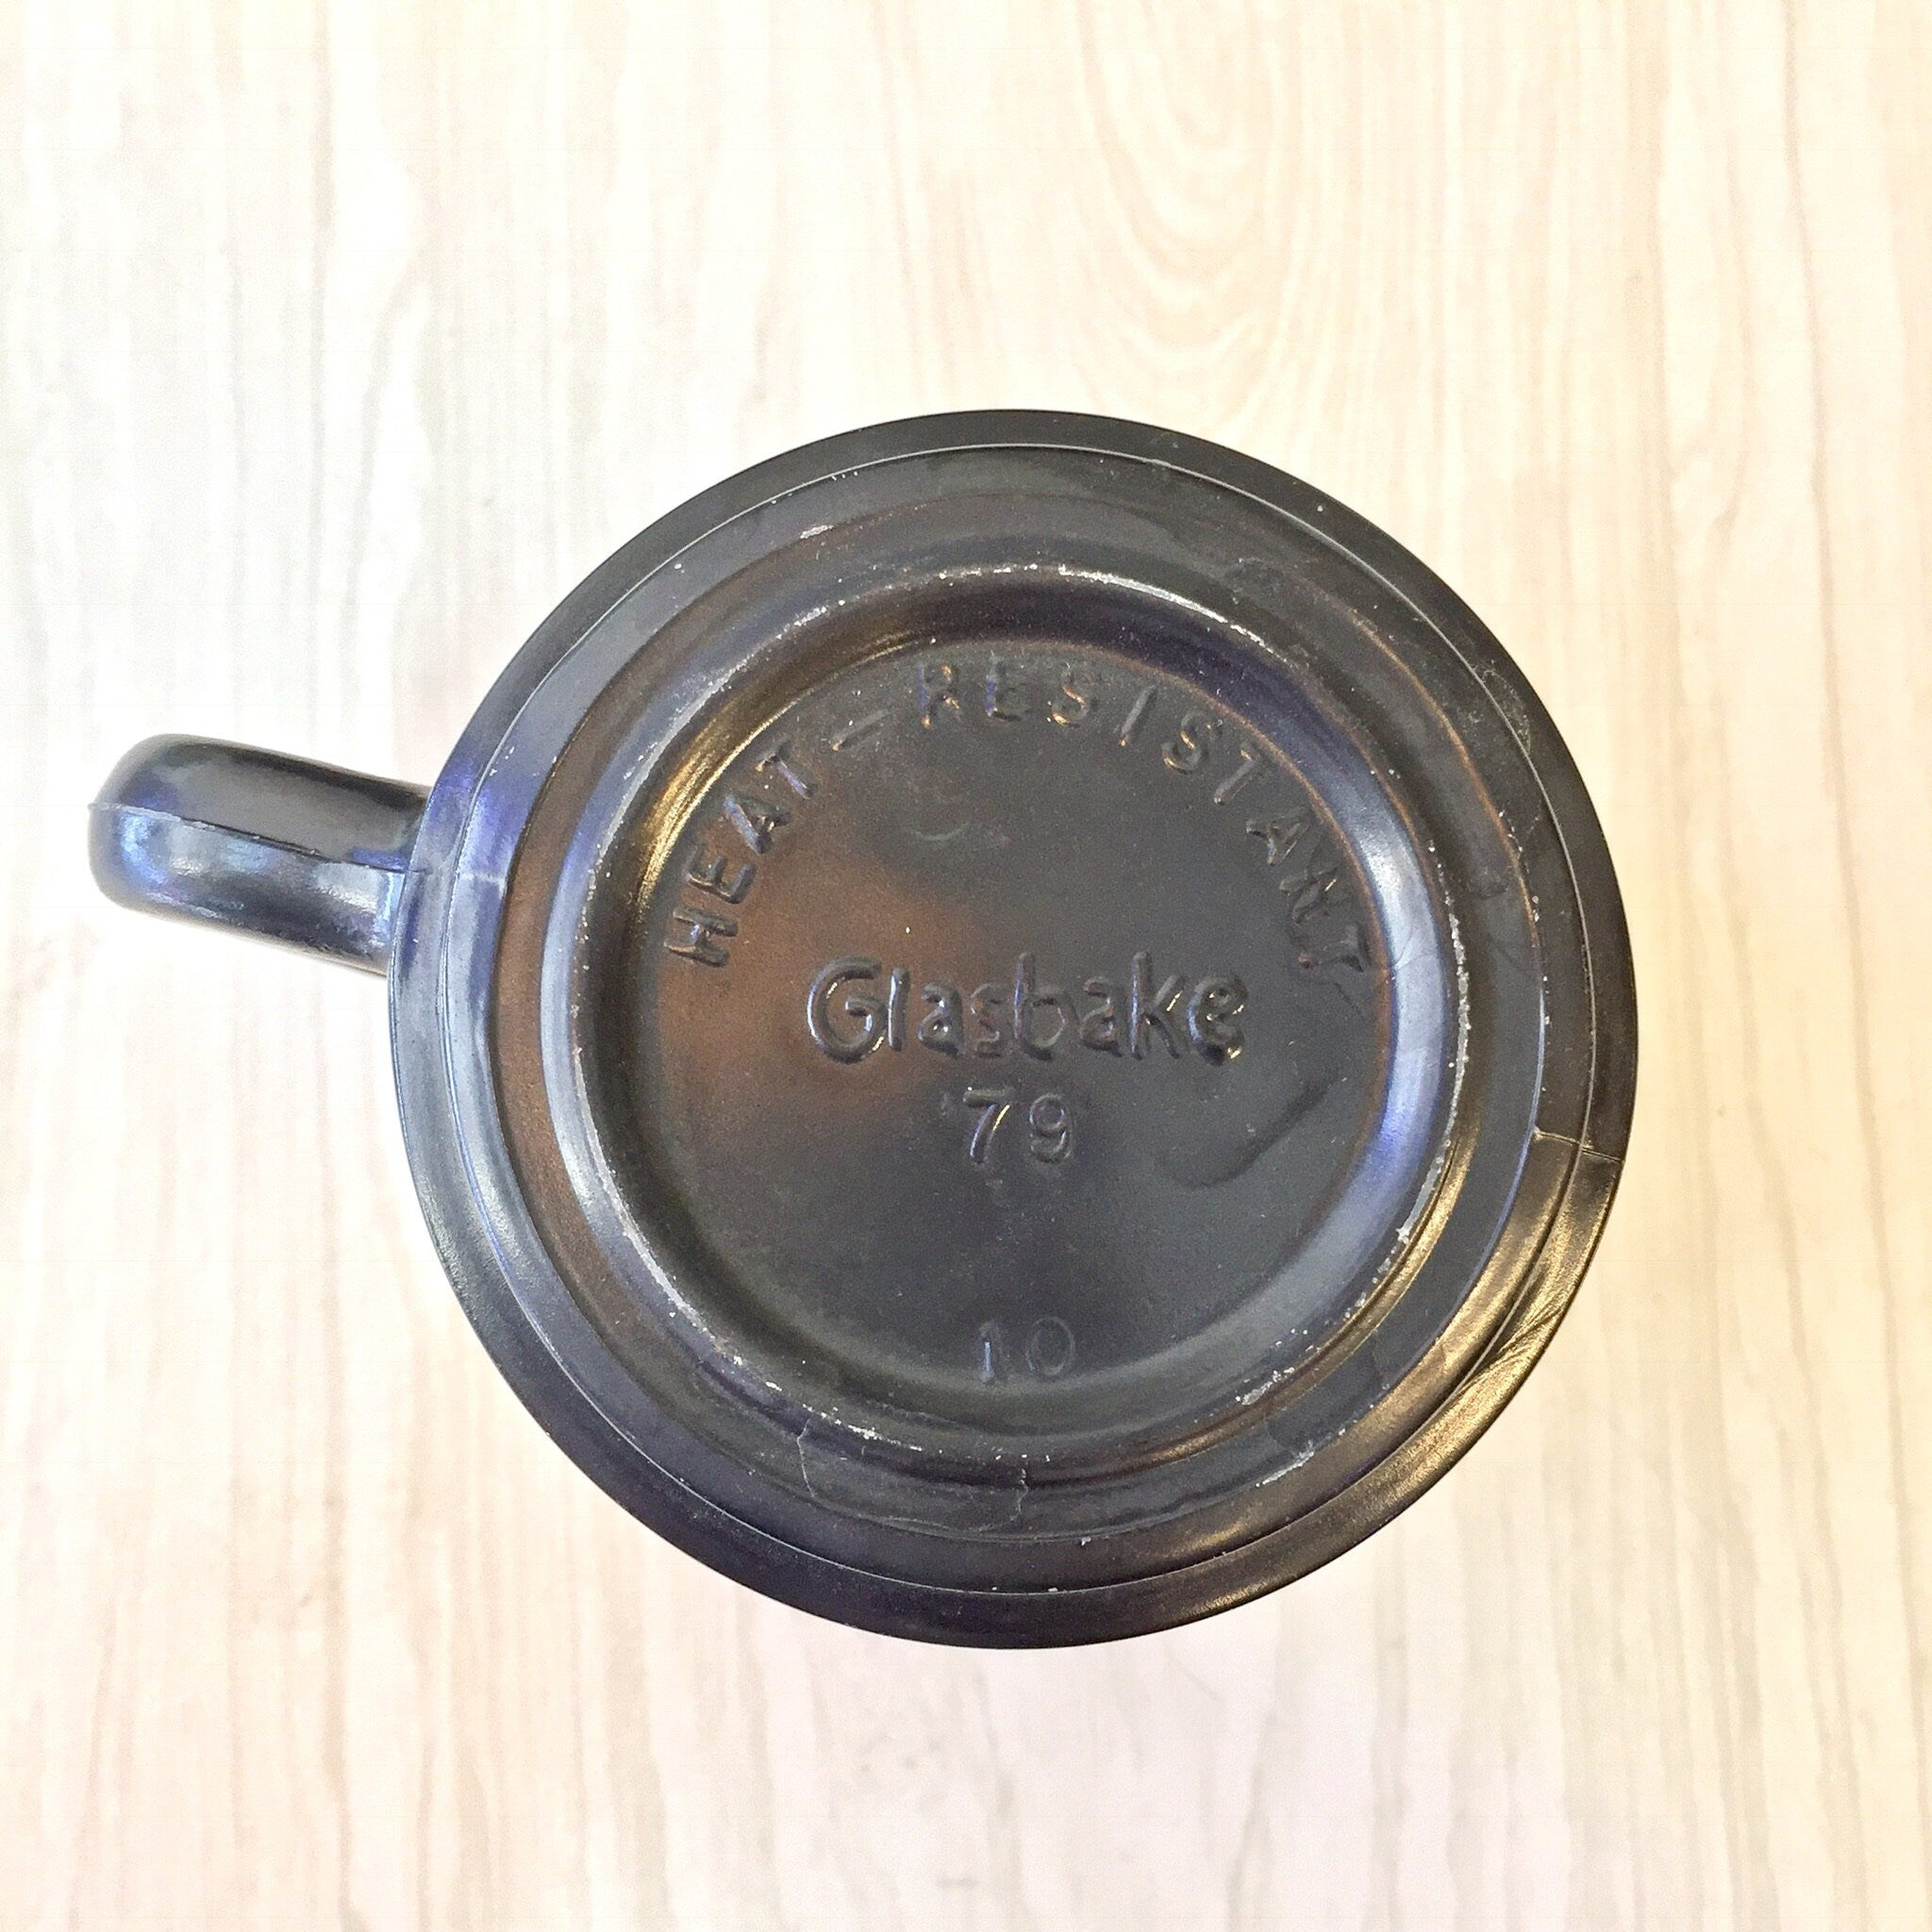 HEAT-RESISTANT
Glasbake
79
10